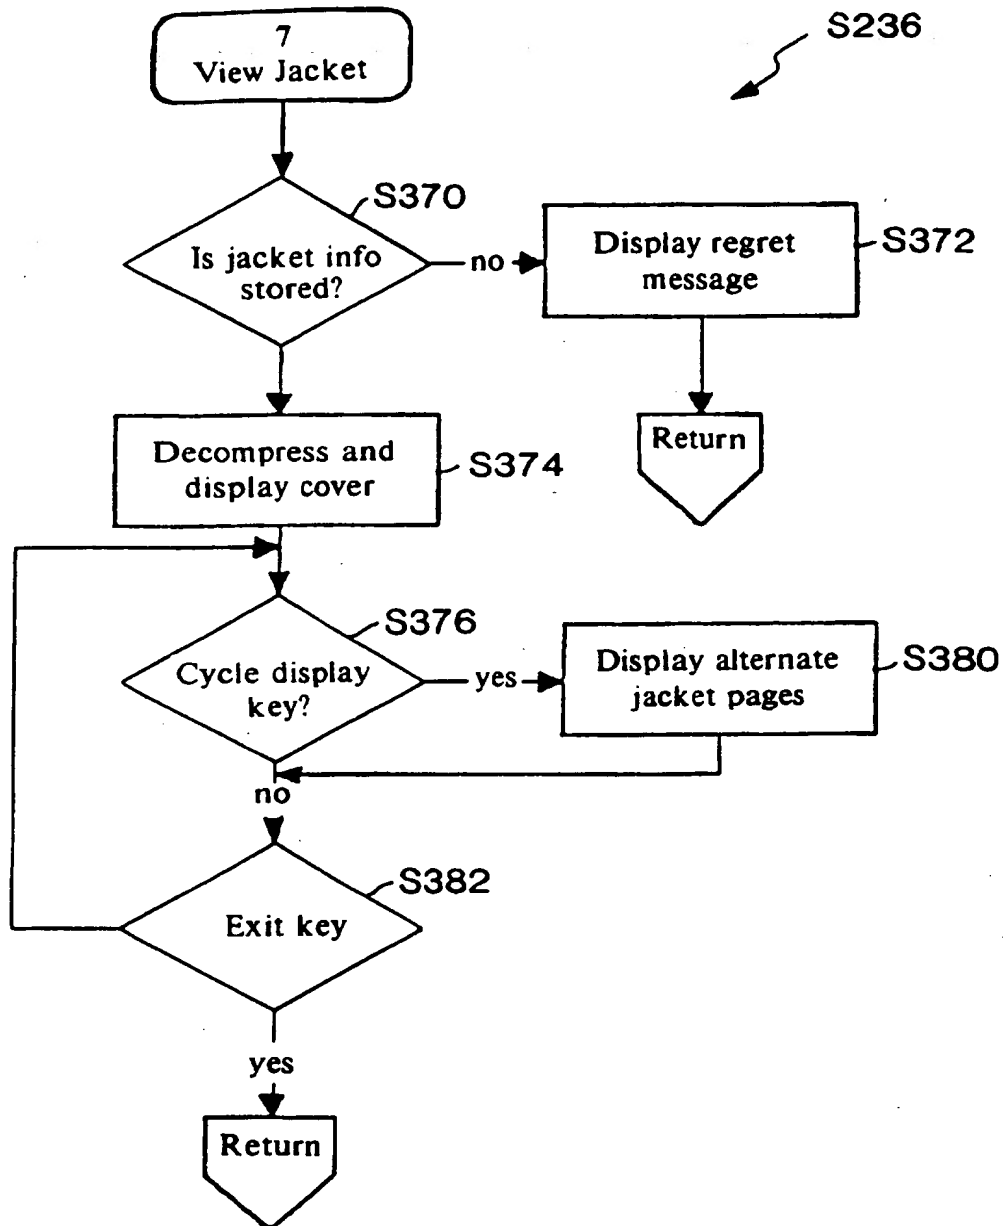 7
View Jacket
S236
S370
Is jacket info
stored?
no
Display regret
message
S372
Return
Decompress and
display cover
S374
S376
Cycle display
key?
yes
Display alternate
jacket pages
S380
no
S382
Exit key
yes
Return